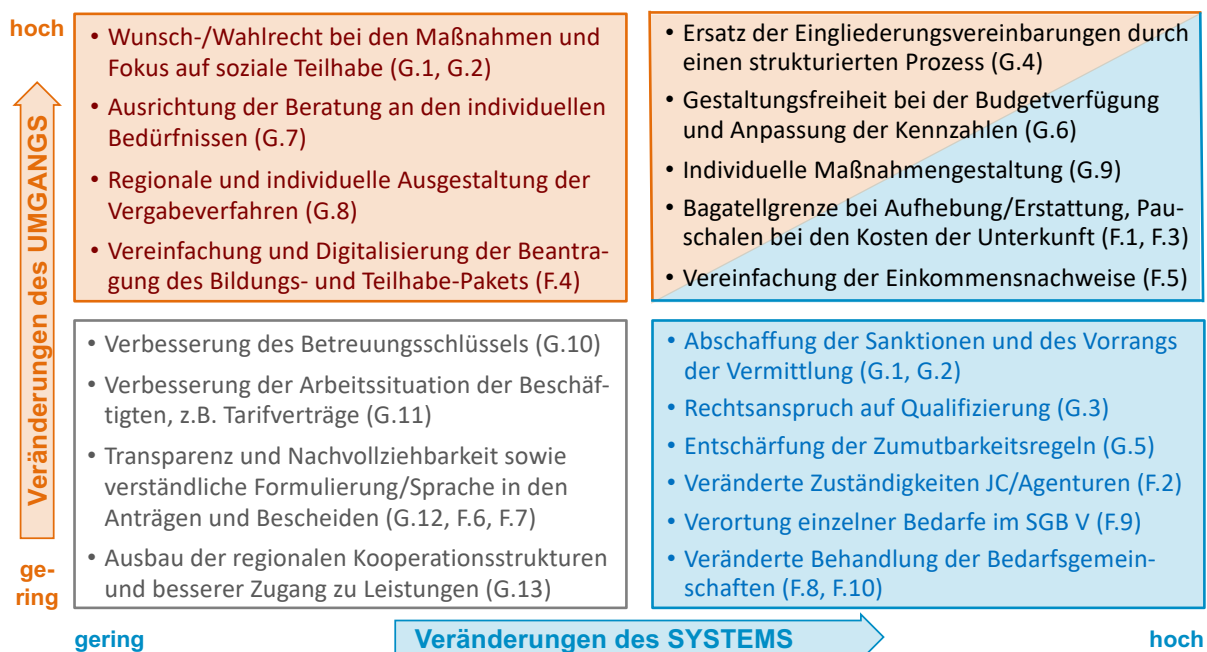 hoch
Veränderungen des UMGANGS
ge-
ring
• Wunsch-/Wahlrecht bei den Maßnahmen und
Fokus auf soziale Teilhabe (G.1, G.2)
• Ausrichtung der Beratung an den individuellen
Bedürfnissen (G.7)
• Regionale und individuelle Ausgestaltung der
Vergabeverfahren (G.8)
• Vereinfachung und Digitalisierung der Beantra-
gung des Bildungs- und Teilhabe-Pakets (F.4)
• Ersatz der Eingliederungsvereinbarungen durch
einen strukturierten Prozess (G.4)
• Gestaltungsfreiheit bei der Budgetverfügung
und Anpassung der Kennzahlen (G.6)
• Individuelle Maßnahmengestaltung (G.9)
• Bagatellgrenze bei Aufhebung/Erstattung, Pau-
schalen bei den Kosten der Unterkunft (F.1, F.3)
• Vereinfachung der Einkommensnachweise (F.5)
• Verbesserung des Betreuungsschlüssels (G.10)
• Verbesserung der Arbeitssituation der Beschäf-
tigten, z.B. Tarifverträge (G.11)
• Transparenz und Nachvollziehbarkeit sowie
verständliche Formulierung/Sprache in den
Anträgen und Bescheiden (G.12, F.6, F.7)
• Ausbau der regionalen Kooperationsstrukturen
und besserer Zugang zu Leistungen (G.13)
• Abschaffung der Sanktionen und des Vorrangs
der Vermittlung (G.1, G.2)
• Rechtsanspruch auf Qualifizierung (G.3)
• Entschärfung der Zumutbarkeitsregeln (G.5)
• Veränderte Zuständigkeiten JC/Agenturen (F.2)
• Verortung einzelner Bedarfe im SGB V (F.9)
• Veränderte Behandlung der Bedarfsgemein-
schaften (F.8, F.10)
gering
Veränderungen des SYSTEMS
hoch